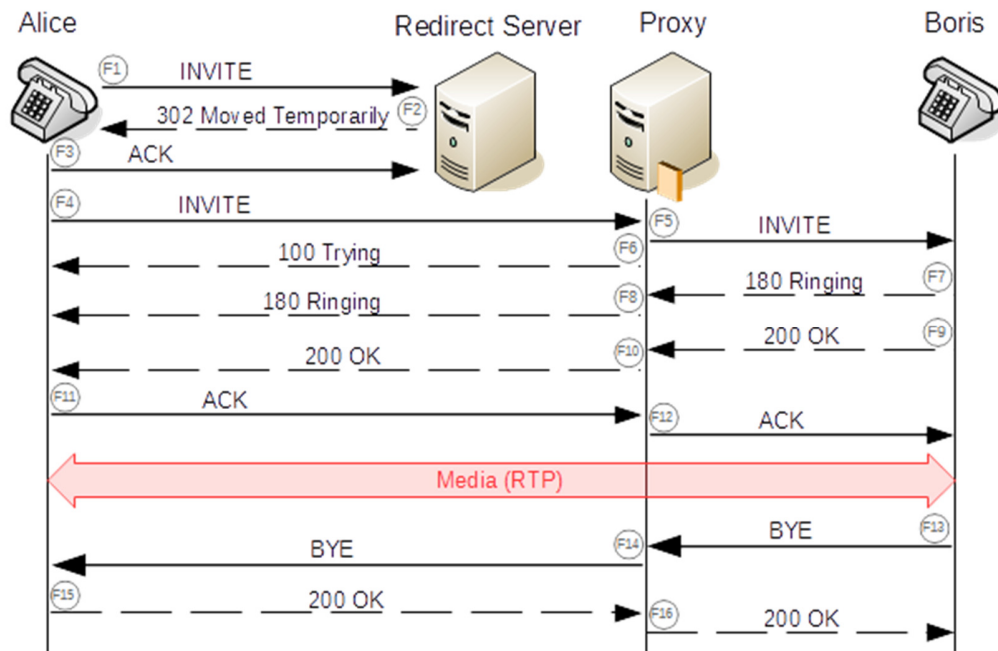 Alice
Redirect Server
Proxy
Boris
F1
INVITE
302 Moved Temporarily
F2
F3
ACK
F4
INVITE
F5
INVITE
100 Trying
F6
180 Ringing
F7
180 Ringing
F8
200 OK
F9
200 OK
F10
F11
ACK
F12
ACK
Media (RTP)
BYE
F13
BYE
F14
F15
200 OK
F16
200 OK